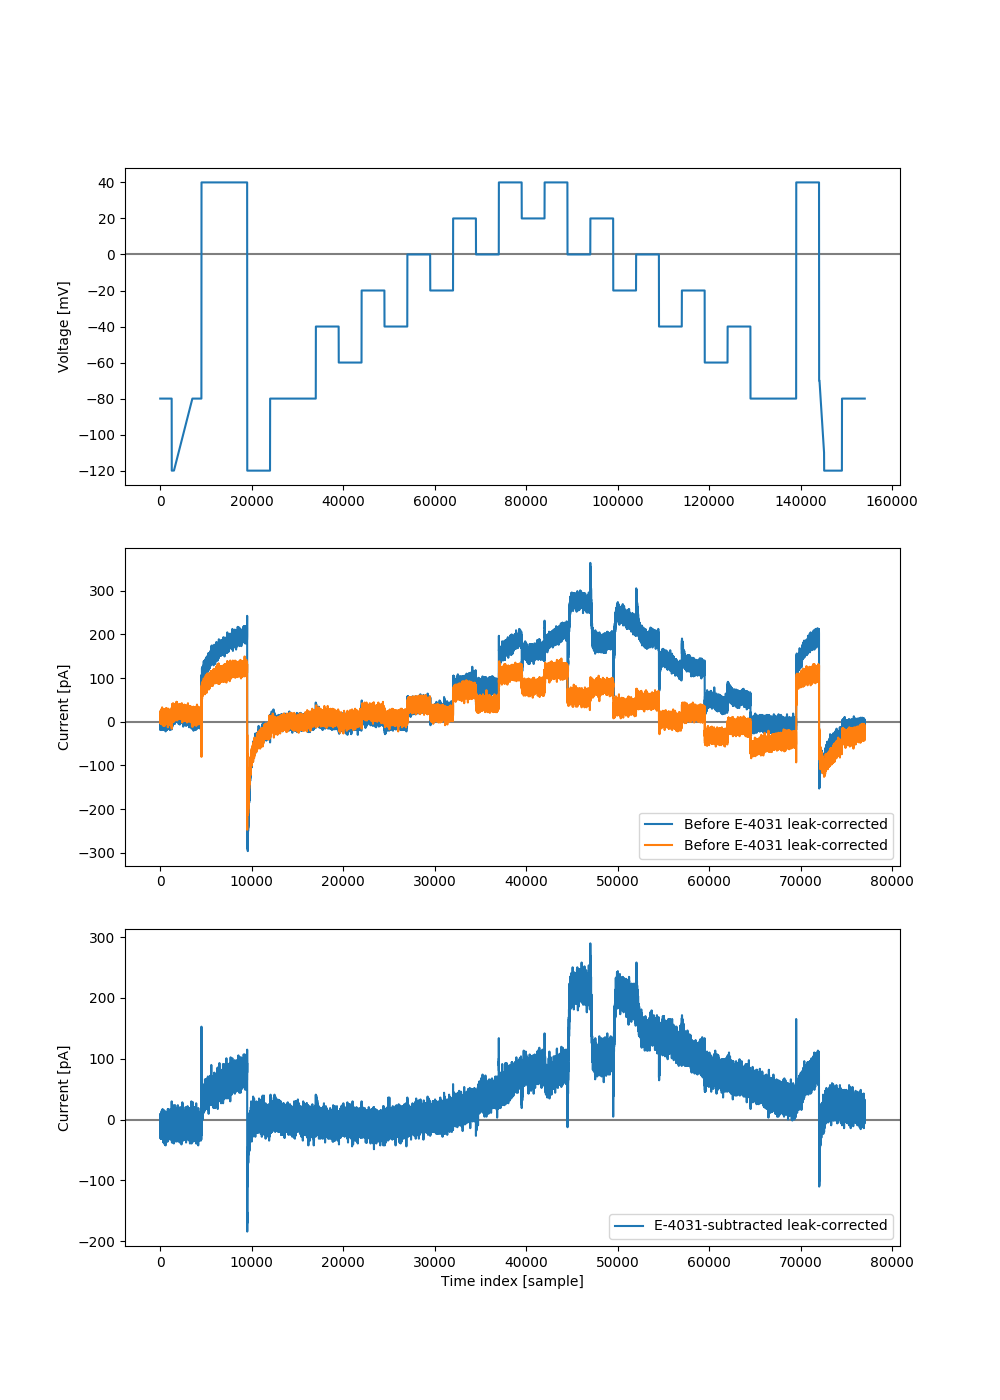 40
20
0
−20
−40
−60
−80
−100
−120
Voltage [mV]
0 20000 40000 60000 80000 100000 120000 140000 160000
300
200
100
0
−100
−200
−300
Current [pA]
Before E-4031 leak-corrected
Before E-4031 leak-corrected
0 10000 20000 30000 40000 50000 60000 70000 80000
300
200
100
0
−100
−200
Current [pA]
E-4031-subtracted leak-corrected
0 10000 20000 30000 40000 50000 60000 70000 80000
Time index [sample]